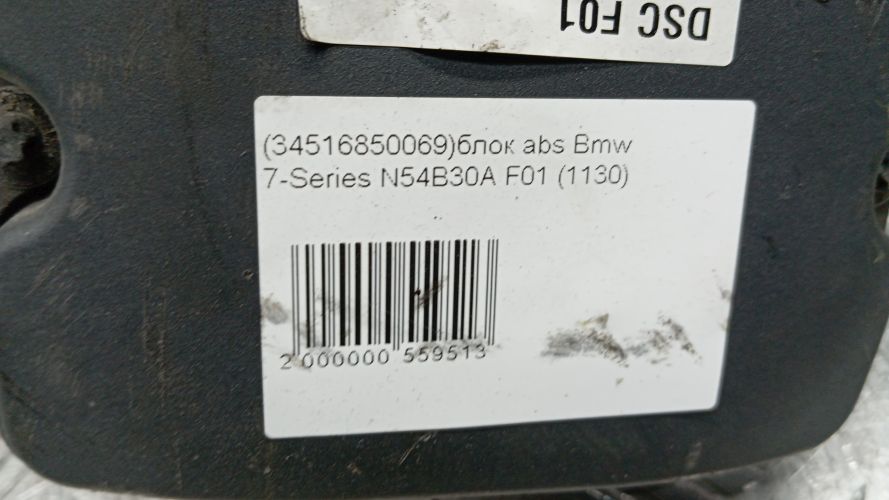 DSC F01
(34516850069)блок abs Bmw
7-Series N54B30A F01 (1130)
2 000000 559513